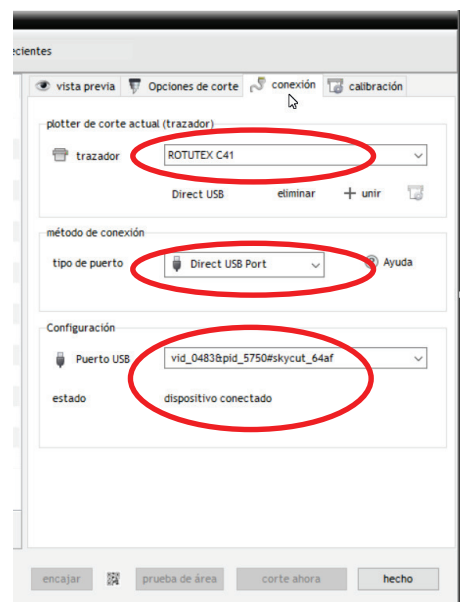 ecientes
vista previa Opciones de corte conexión calibración
plotter de corte actual (trazador)
trazador ROTUTEX C41
Direct USB eliminar + unir
método de conexión
tipo de puerto Direct USB Port Ayuda
Configuración
Puerto USB vid_0483&pid_5750#skycut_64af
estado dispositivo conectado
encajar prueba de área corte ahora hecho